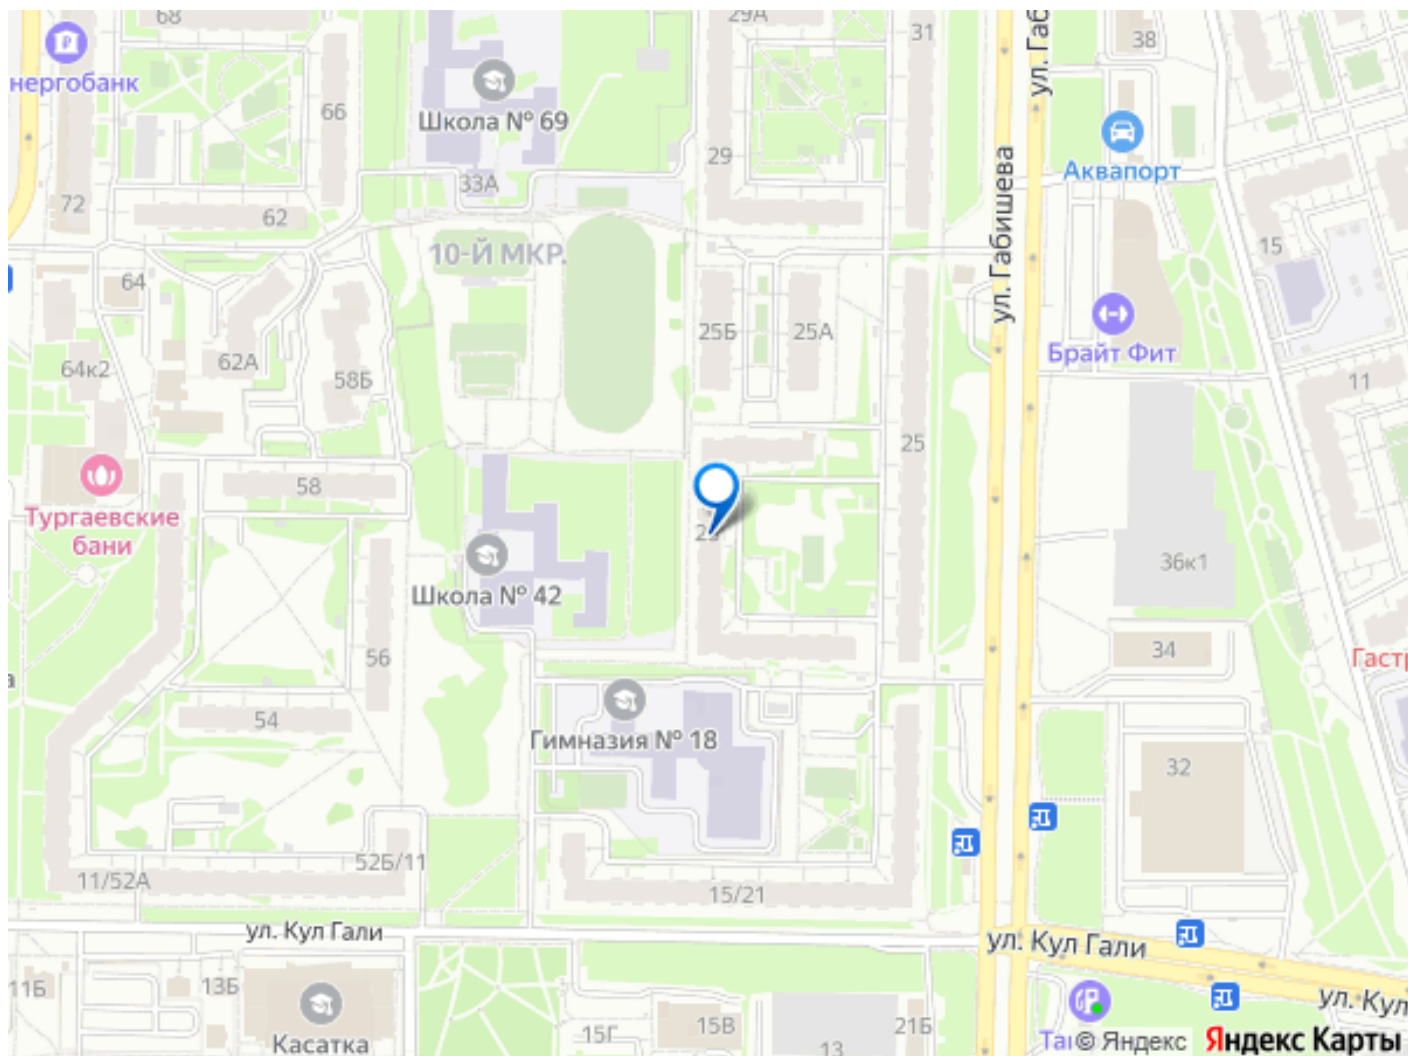 68
29А
31
38
ул. Габ
нергобанк
66
Школа № 69
29
33А
Аквапорт
72
62
ул. Габишева
10-Й МКР.
15
64
25Б
25А
Брайт Фит
64к2
62А
58Б
11
25
58
Тургаевские
бани
36к1
Школа № 42
56
34
Гастр
54
Гимназия № 18
32
52Б/11
11/52А
15/21
ул. Кул Гали
ул. Кул Гали
11Б
13Б
ул. Кул
15Г
15В
21Б
Касатка
13
Таı
© Яндекс
Яндекс Карты